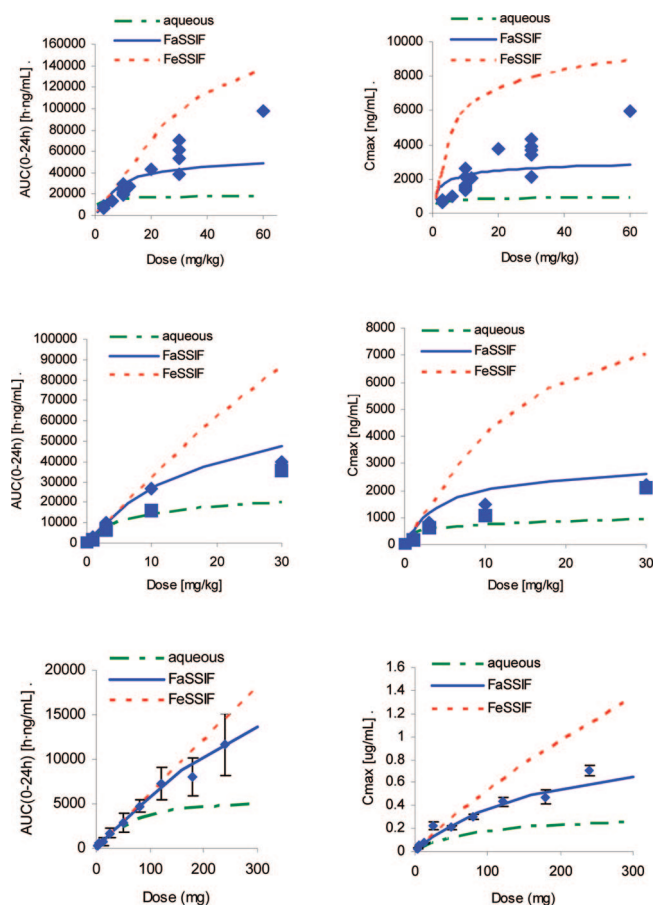 aqueous
FaSSIF
FeSSIF
AUC(0-24h) [h·ng/mL] .
160000
140000
120000
100000
80000
60000
40000
20000
0
0 20 40 60
Dose (mg/kg)
aqueous
FaSSIF
FeSSIF
Cmax [ng/mL] .
10000
8000
6000
4000
2000
0
0 20 40 60
Dose (mg/kg)
aqueous
FaSSIF
FeSSIF
AUC(0-24h) [h·ng/mL] .
100000
90000
80000
70000
60000
50000
40000
30000
20000
10000
0
0 10 20 30
Dose [mg/kg]
aqueous
FaSSIF
FeSSIF
Cmax [ng/mL]
8000
7000
6000
5000
4000
3000
2000
1000
0
0 10 20 30
Dose [mg/kg]
aqueous
FaSSIF
FeSSIF
AUC(0-24h) [h·ng/mL] .
20000
15000
10000
5000
0
0 100 200 300
Dose (mg)
aqueous
FaSSIF
FeSSIF
Cmax [ug/mL] .
1.6
1.4
1.2
1
0.8
0.6
0.4
0.2
0
0 100 200 300
Dose (mg)